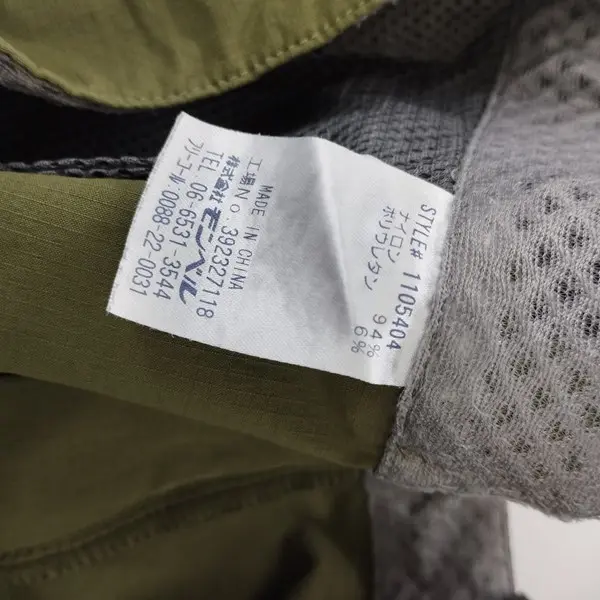 STYLE# 1105404
ナイロン 94%
ポリウレタン 6%
MADE IN CHINA
工場No:392327118
株式会社モンベル
TEL 06-6531-3544
フリーコール:0088-22-0031